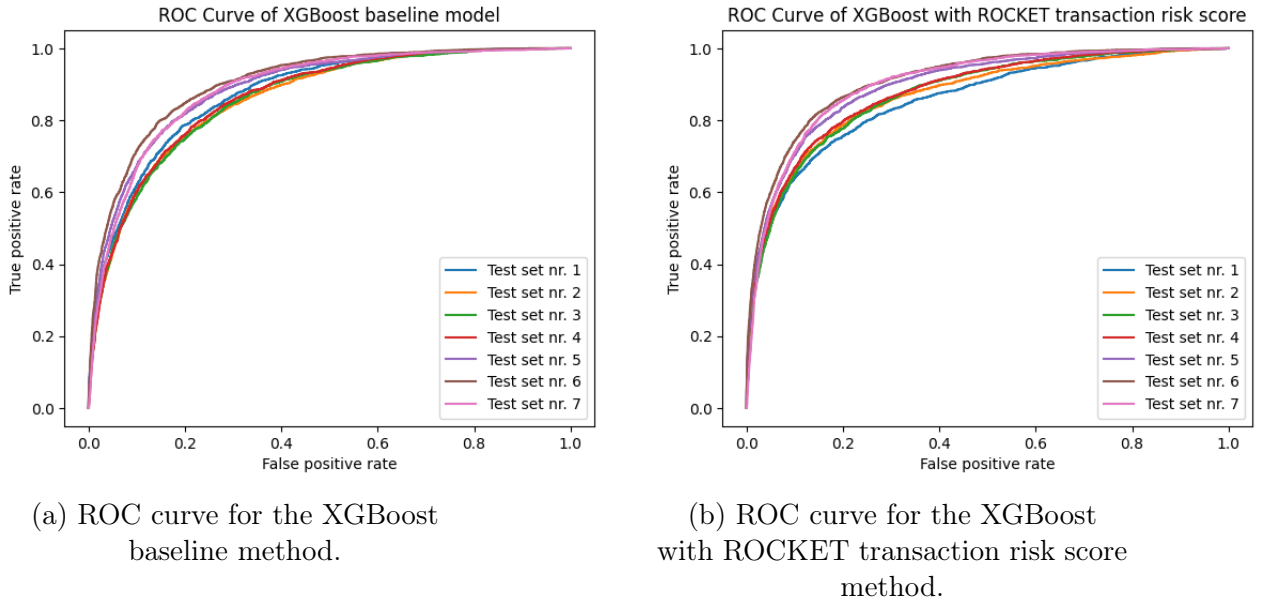 ROC Curve of XGBoost baseline model
True positive rate
1.0
0.8
0.6
0.4
0.2
0.0
Test set nr. 1
Test set nr. 2
Test set nr. 3
Test set nr. 4
Test set nr. 5
Test set nr. 6
Test set nr. 7
0.0 0.2 0.4 0.6 0.8 1.0
False positive rate
(a) ROC curve for the XGBoost
baseline method.
ROC Curve of XGBoost with ROCKET transaction risk score
True positive rate
1.0
0.8
0.6
0.4
0.2
0.0
Test set nr. 1
Test set nr. 2
Test set nr. 3
Test set nr. 4
Test set nr. 5
Test set nr. 6
Test set nr. 7
0.0 0.2 0.4 0.6 0.8 1.0
False positive rate
(b) ROC curve for the XGBoost
with ROCKET transaction risk score
method.